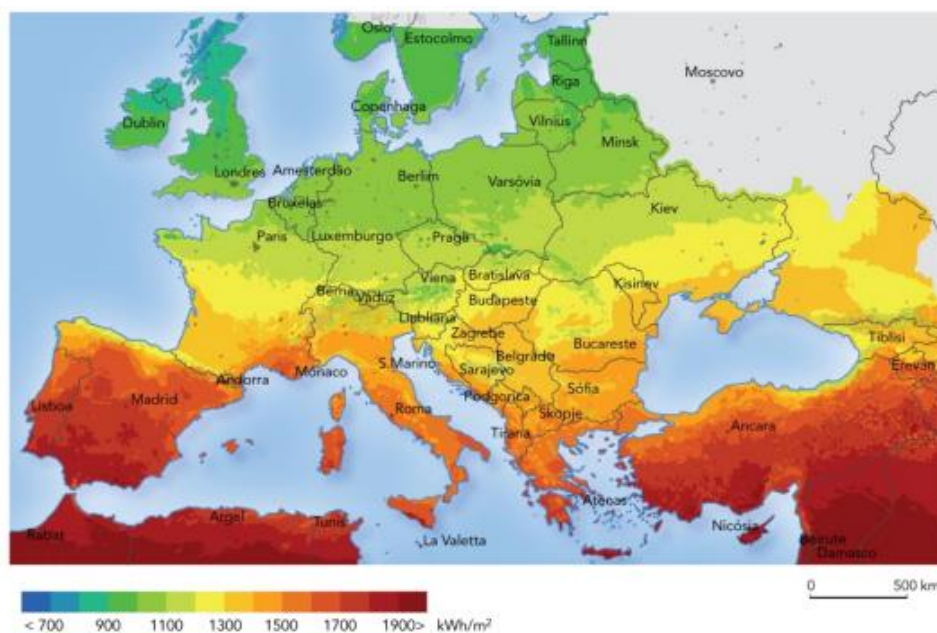 Oslo
Estocolmo
Tallinn
Moscovo
Riga
Copenhaga
Dublin
Vilnius
Minsk
Londres
Amesterdão
Berlim
Varsóvia
Bruxelas
Kiev
Paris
Luxemburgo
Praga
Viena
Bratislava
Berna
Vaduz
Budapeste
Kisinev
Liubliana
Zagrebe
Bucareste
Tiblisi
S.Marino
Belgrado
Sarajevo
Erevan
Andorra
Mónaco
Podgorica
Sófia
Lisboa
Madrid
Roma
Skopje
Ancara
Tirana
Atenas
Argel
Tunis
Nicósia
Rabat
La Valetta
Beirute
Damasco
0 500 km
< 700 900 1100 1300 1500 1700 1900> kWh/m²